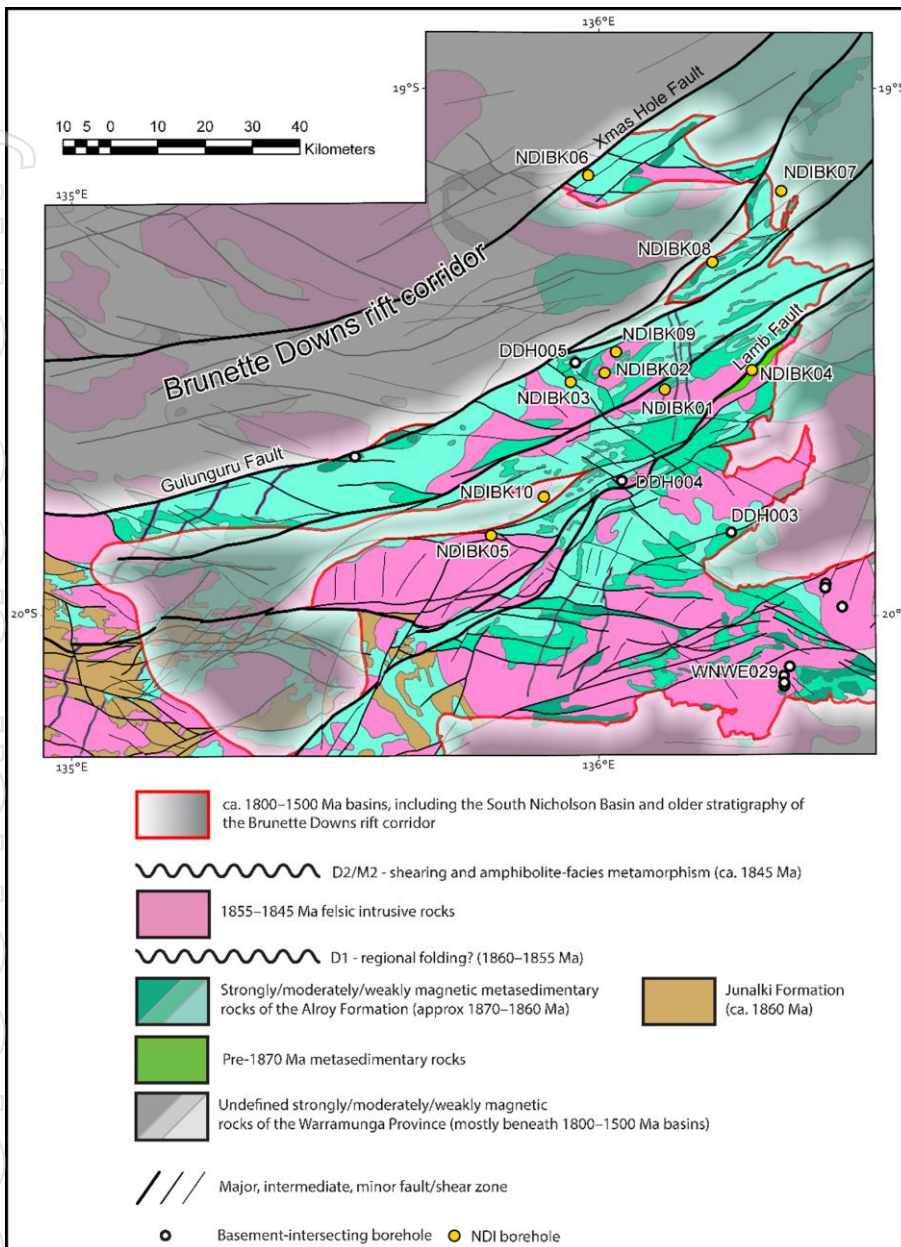 136°E
19°S
19°S
10 5 0 10 20 30 40
Kilometers
Xmas Hole Fault
NDIBK06
NDIBK07
135°E
NDIBK08
Brunette Downs rift corridor
Lamb Fault
DDH005
NDIBK09
NDIBK02
NDIBK04
NDIBK03
NDIBK01
Gulunguru Fault
NDIBK10
DDH004
DDH003
NDIBK05
20°S
WNWE029
135°E
136°E
ca. 1800–1500 Ma basins, including the South Nicholson Basin and older stratigraphy of
the Brunette Downs rift corridor
D2/M2 - shearing and amphibolite-facies metamorphism (ca. 1845 Ma)
1855–1845 Ma felsic intrusive rocks
D1 - regional folding? (1860–1855 Ma)
Strongly/moderately/weakly magnetic metasedimentary
rocks of the Alroy Formation (approx 1870–1860 Ma)
Junalki Formation
(ca. 1860 Ma)
Pre-1870 Ma metasedimentary rocks
Undefined strongly/moderately/weakly magnetic
rocks of the Warramunga Province (mostly beneath 1800–1500 Ma basins)
Major, intermediate, minor fault/shear zone
Basement-intersecting borehole
NDI borehole